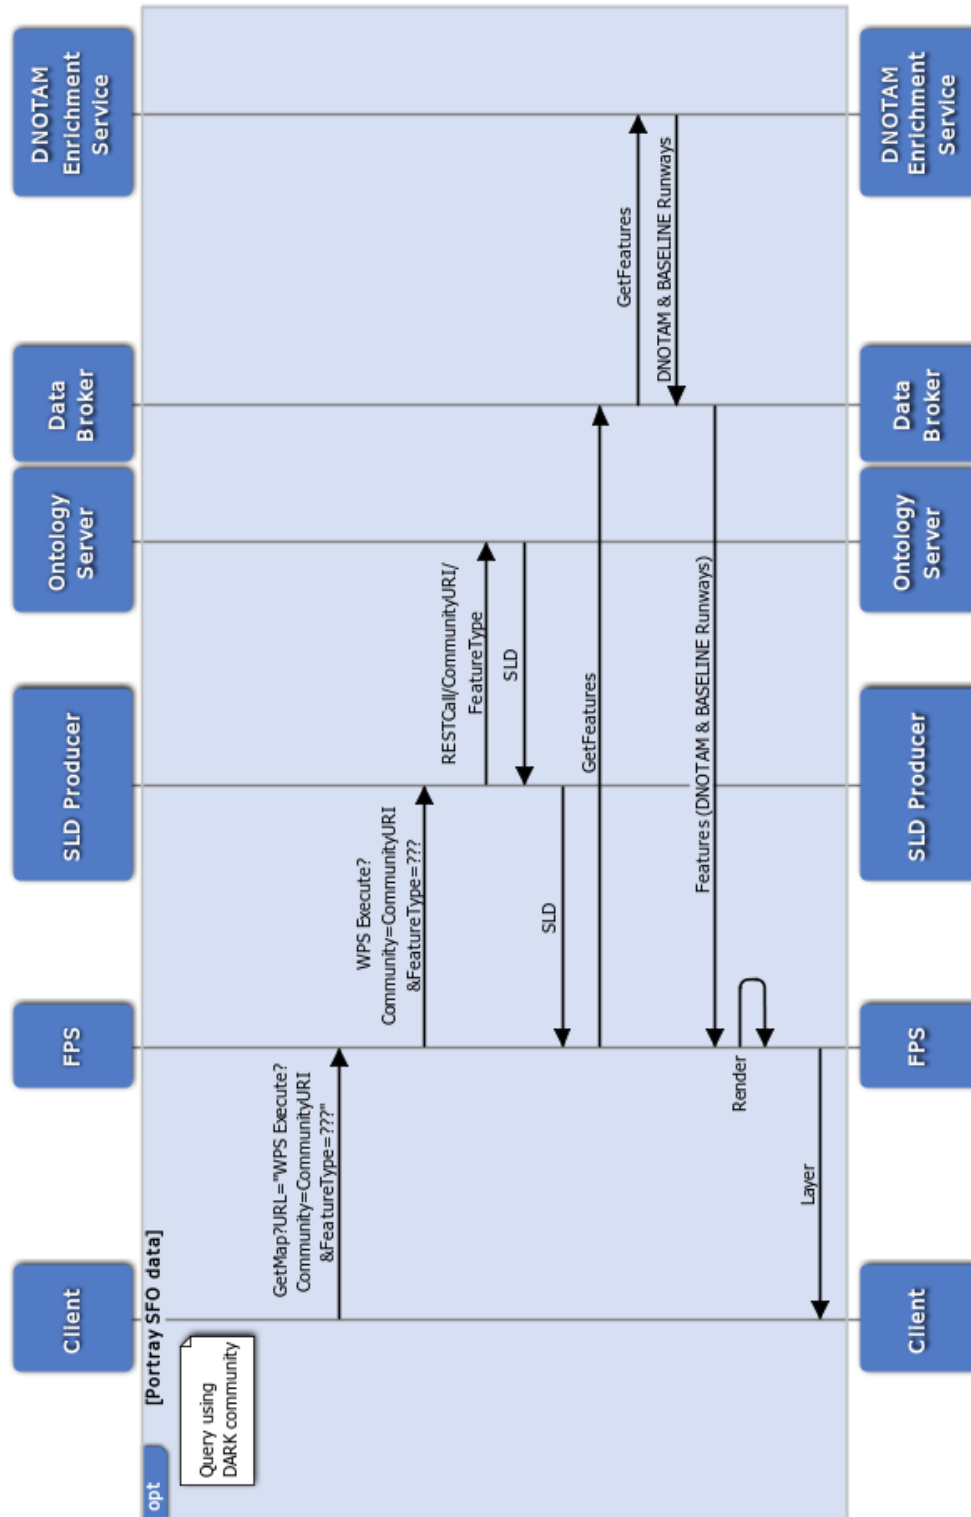 Client
FPS
SLD Producer
Ontology
Server
Data
Broker
DNOTAM
Enrichment
Service
opt
[Portray SFO data]
Query using
DARK community
GetMap?URL="WPS Execute?
Community=CommunityURI
&FeatureType=???"
WPS Execute?
Community=CommunityURI
&FeatureType=???
RESTCall/CommunityURI/
FeatureType
SLD
SLD
GetFeatures
GetFeatures
DNOTAM & BASELINE Runways
Features (DNOTAM & BASELINE Runways)
Render
Layer
Client
FPS
SLD Producer
Ontology
Server
Data
Broker
DNOTAM
Enrichment
Service